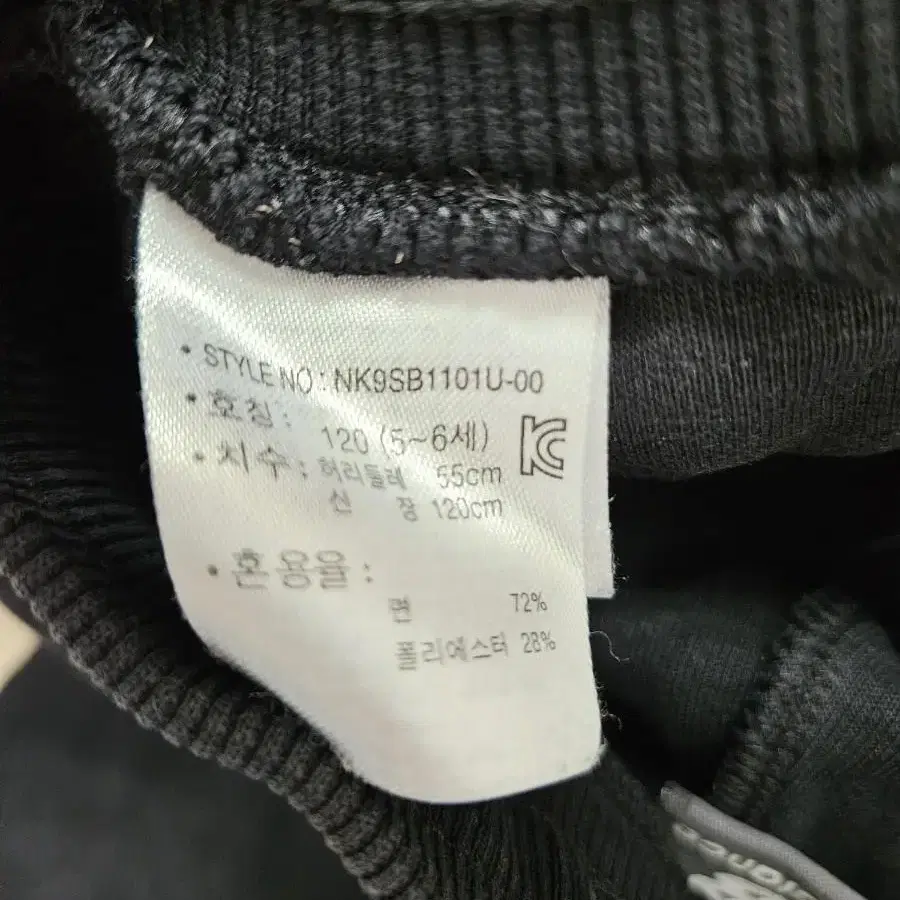 • STYLE NO : NK9SB1101U-00
• 호칭 : 120 (5~6세)
• 치수 : 허리둘레 55cm
신 장 120cm
• 혼용율 :
면 72%
폴리에스터 28%